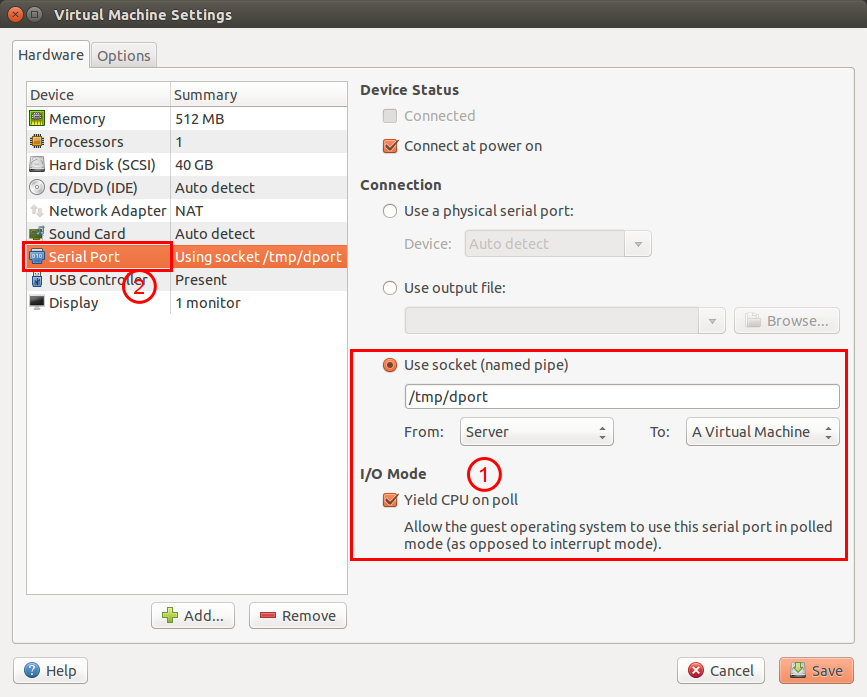 Virtual Machine Settings
Hardware
Options
Device
Summary
Memory
512 MB
Processors
1
Hard Disk (SCSI)
40 GB
CD/DVD (IDE)
Auto detect
Network Adapter
NAT
Sound Card
Auto detect
Serial Port
Using socket /tmp/dport
USB Controller
Present
2
Display
1 monitor
Add...
Remove
Device Status
Connected
Connect at power on
Connection
Use a physical serial port:
Device:
Auto detect
Use output file:
Browse...
Use socket (named pipe)
/tmp/dport
From:
Server
To:
A Virtual Machine
I/O Mode
1
Yield CPU on poll
Allow the guest operating system to use this serial port in polled
mode (as opposed to interrupt mode).
Help
Cancel
Save